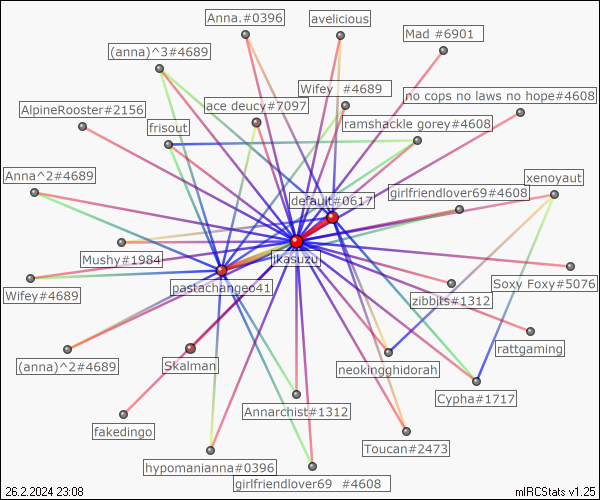 Anna.#0396
avelicious
Mad #6901
(anna)^3#4689
Wifey #4689
no cops no laws no hope#4608
AlpineRooster#2156
ace deucy#7097
frisout
ramshackle gorey#4608
Anna^2#4689
xenoyaut
default#0617
girlfriendlover69#4608
Mushy#1984
jkasuzu
Soxy Foxy#5076
Wifey#4689
pastachangeo41
zibbits#1312
rattgaming
(anna)^2#4689
Skalman
neokingghidorah
Cypha#1717
Annarchist#1312
fakedingo
Toucan#2473
hypomanianna#0396
girlfriendlover69 #4608
26.2.2024 23:08
mIRCStats v1.25